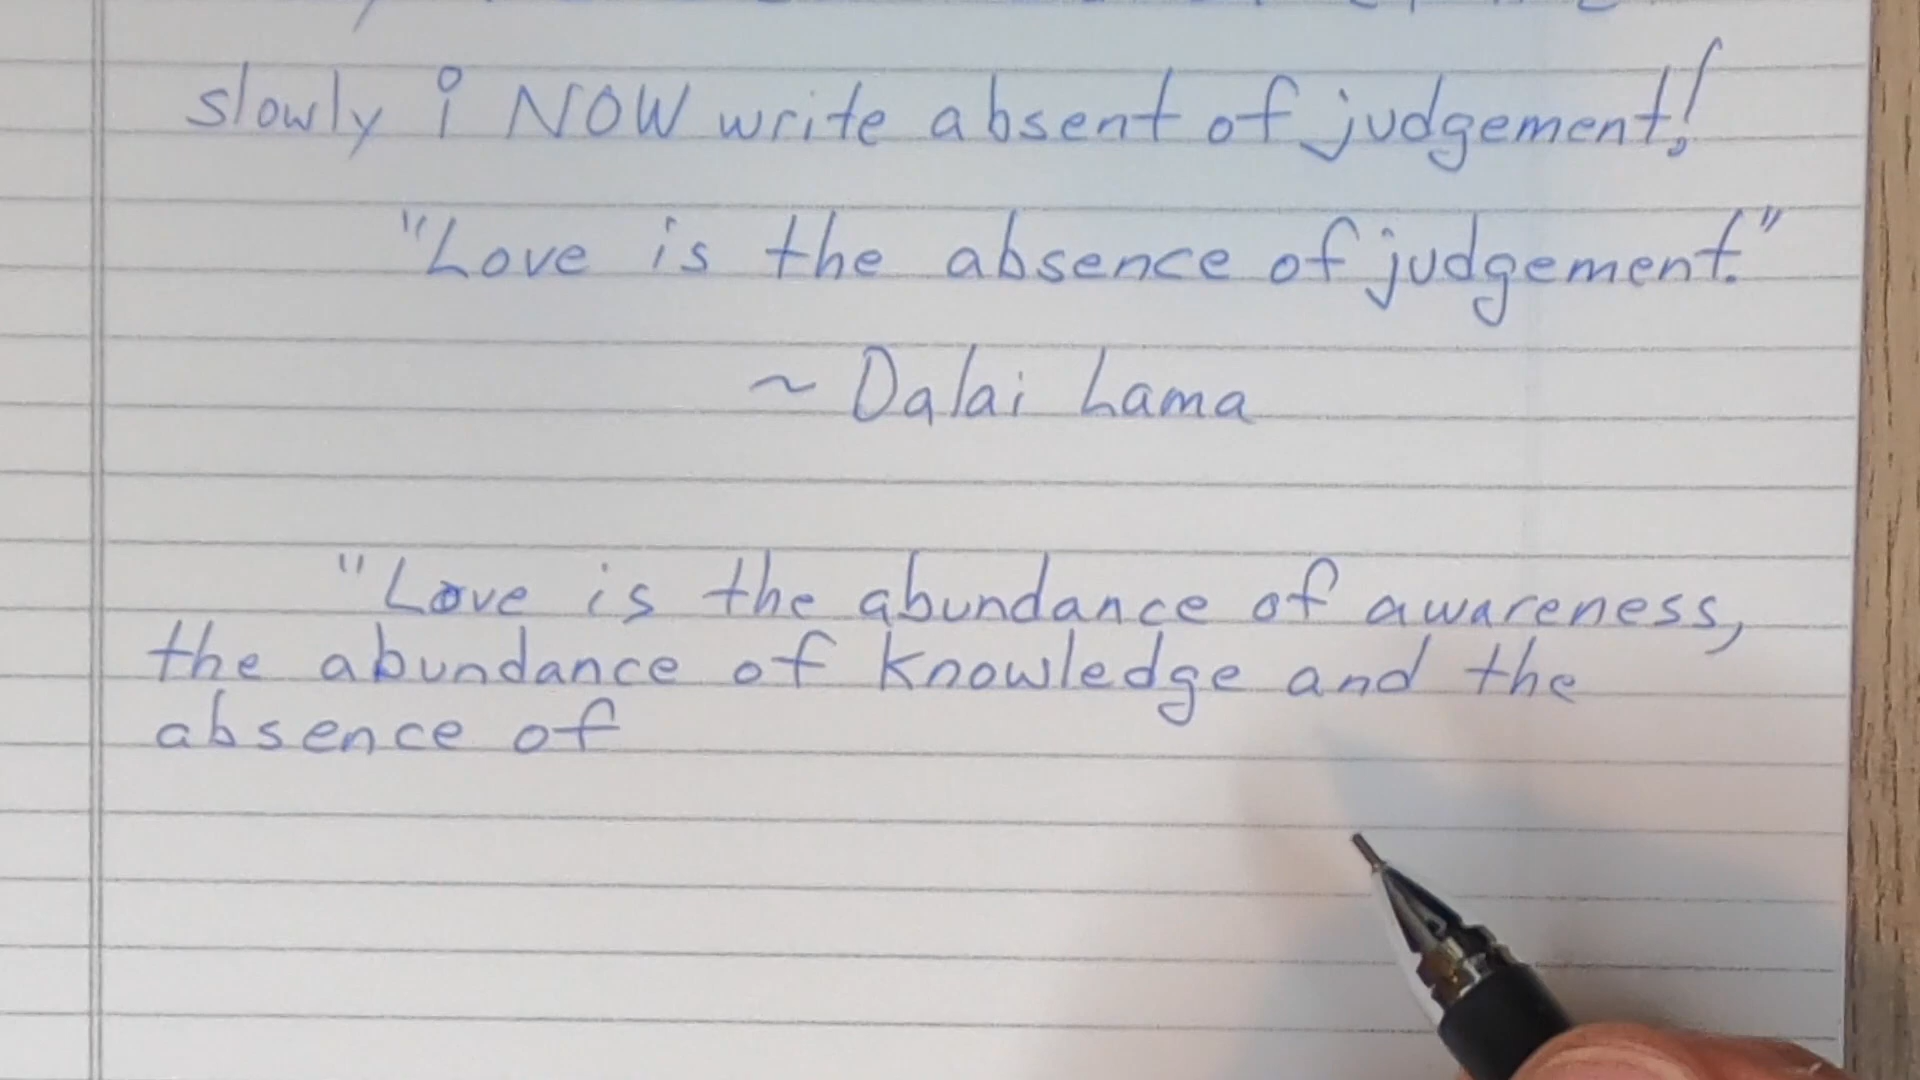 slowly i NOW write absent of judgement!
"Love is the absence of judgement."
~ Dalai Lama
"Love is the abundance of awareness,
the abundance of knowledge and the
absence of